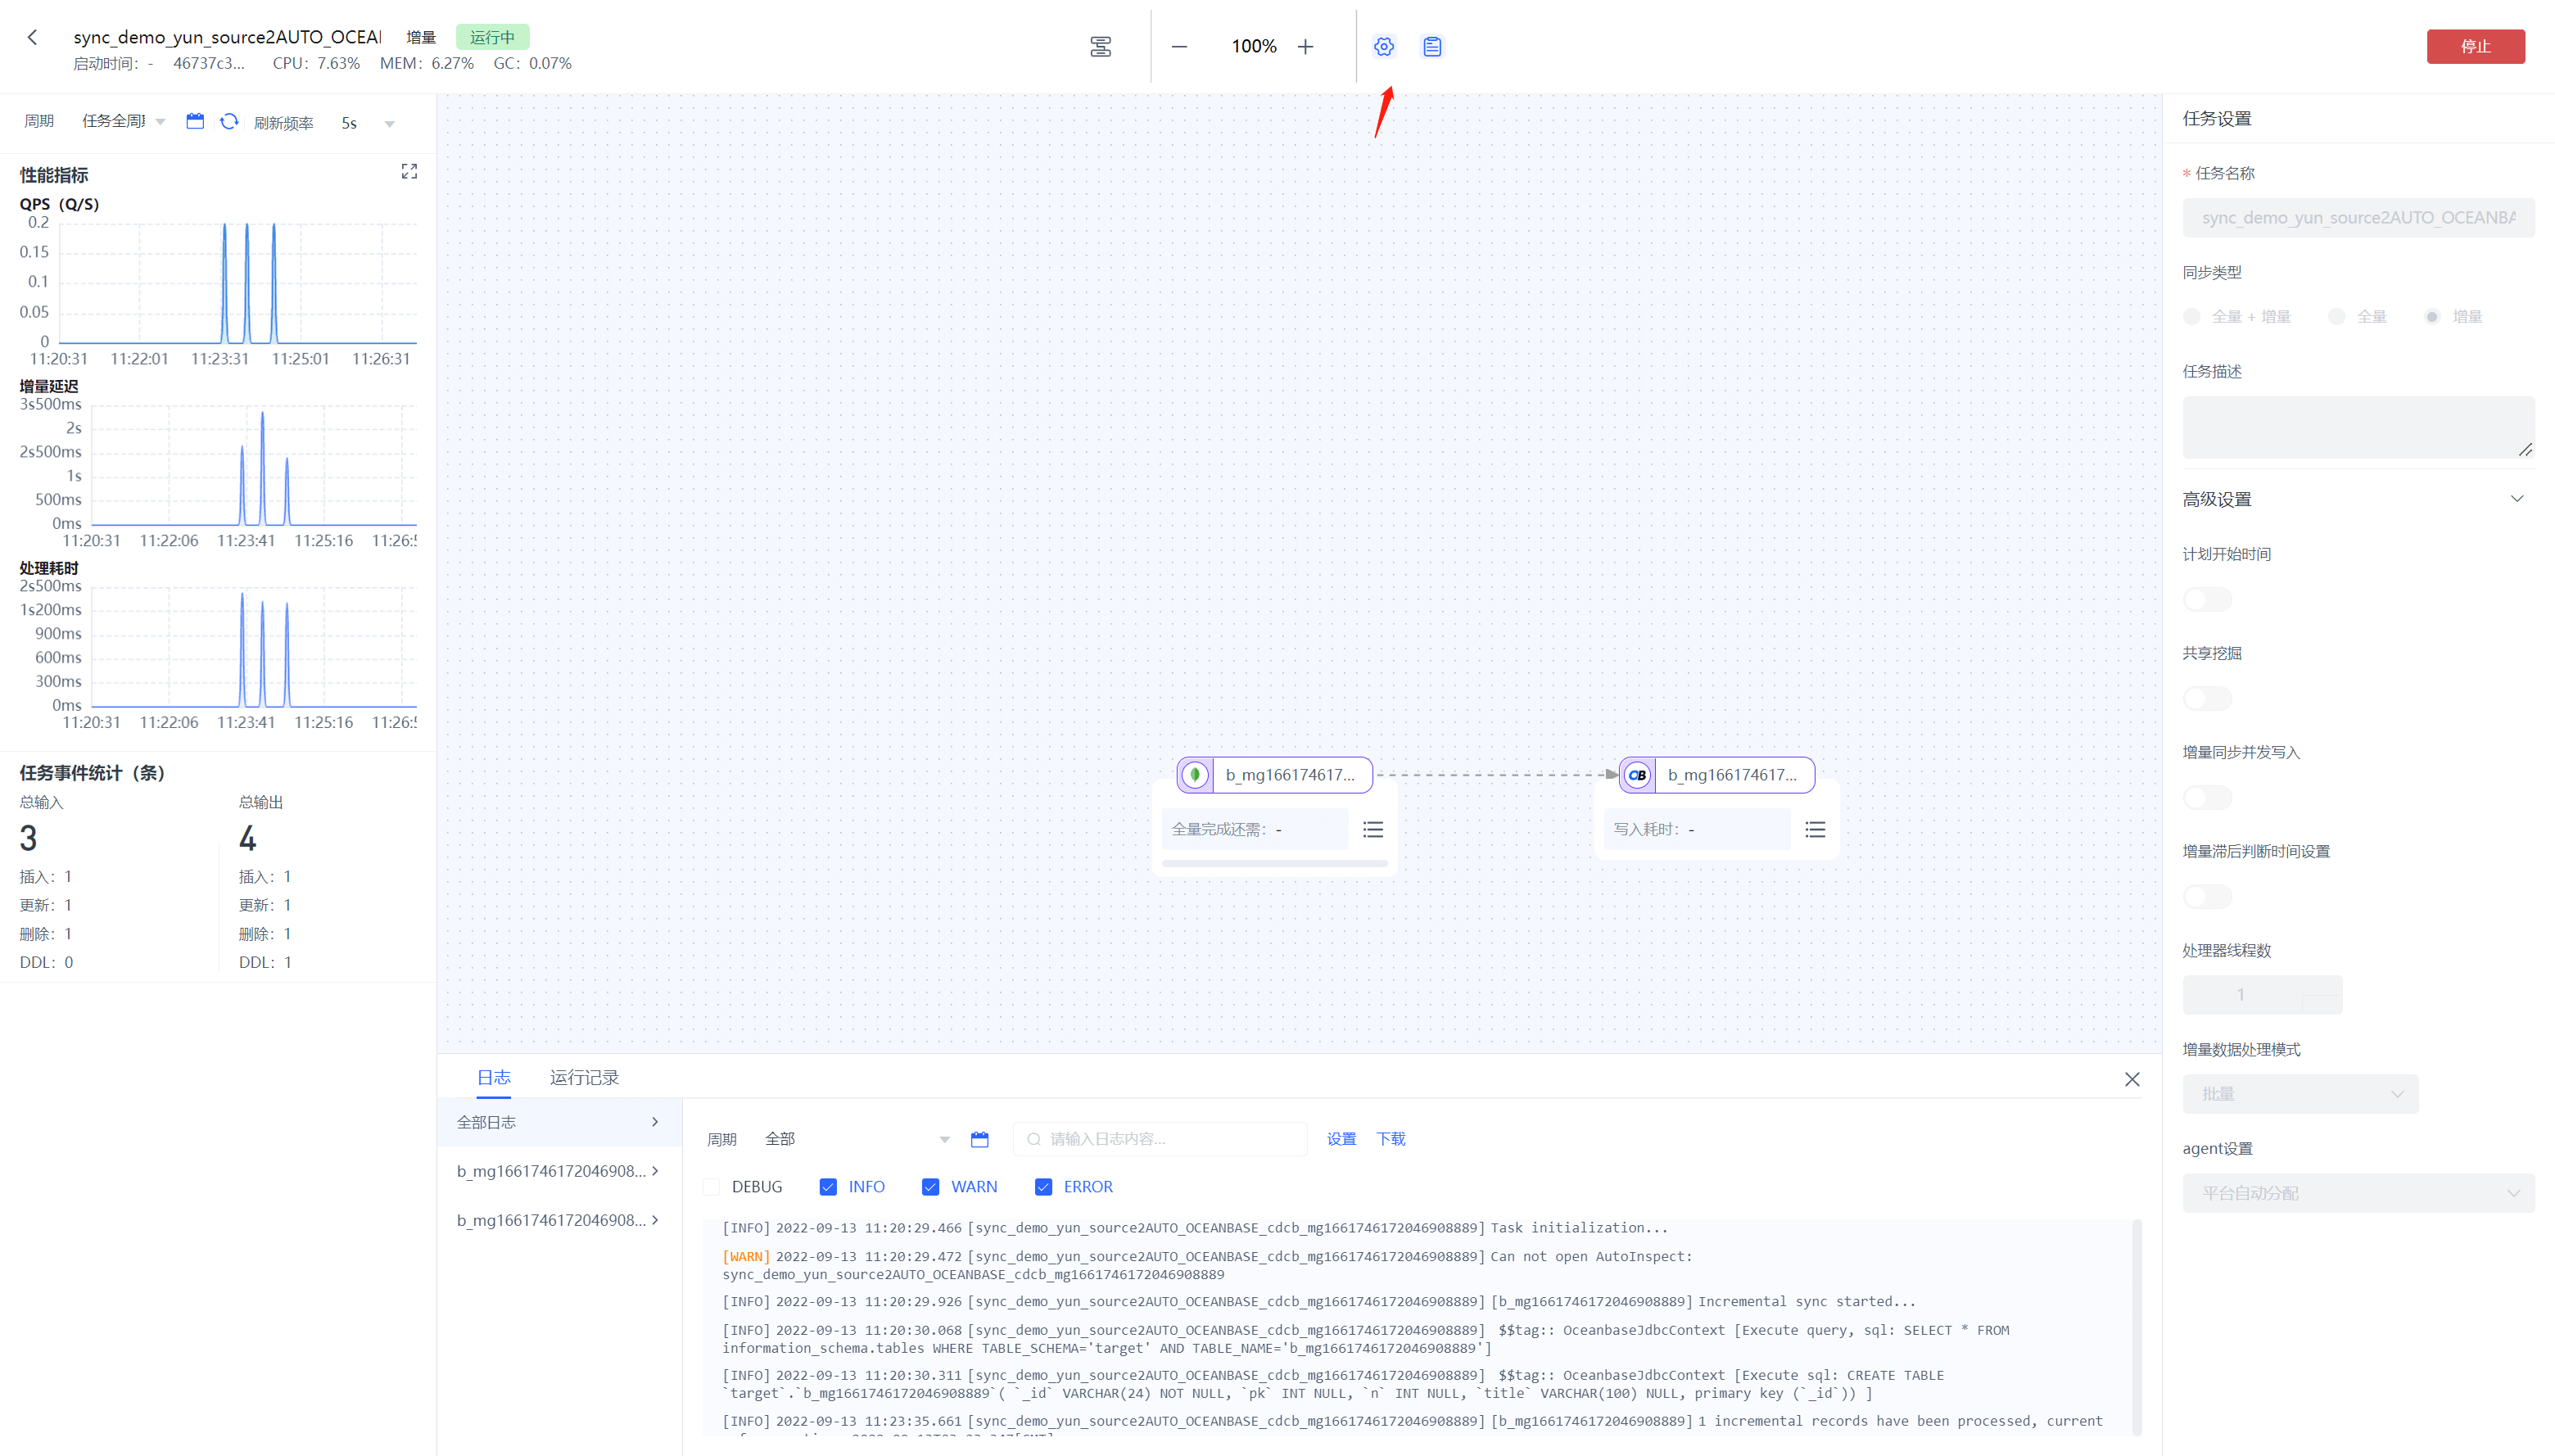 sync_demo_yun_source2AUTO_OCEAI 增量 运行中
启动时间：- 46737c3... CPU：7.63% MEM：6.27% GC：0.07%
100%
停止
周期 任务全周期 刷新频率 5s
性能指标
QPS（Q/S）
0.2
0.15
0.1
0.05
0
11:20:31 11:22:01 11:23:31 11:25:01 11:26:31
增量延迟
3s500ms
2s
2s500ms
1s
500ms
0ms
11:20:31 11:22:06 11:23:41 11:25:16 11:26:5
处理耗时
2s500ms
1s200ms
900ms
600ms
300ms
0ms
11:20:31 11:22:06 11:23:41 11:25:16 11:26:5
任务事件统计（条）
总输入 总输出
3 4
插入：1 插入：1
更新：1 更新：1
删除：1 删除：1
DDL：0 DDL：1
b_mg166174617...
全量完成还需：-
OB b_mg166174617...
写入耗时：-
日志 运行记录
全部日志
b_mg1661746172046908...
b_mg1661746172046908...
周期 全部 请输入日志内容... 设置 下载
DEBUG INFO WARN ERROR
[INFO] 2022-09-13 11:20:29.466 [sync_demo_yun_source2AUTO_OCEANBASE_cdcb_mg1661746172046908889] Task initialization...
[WARN] 2022-09-13 11:20:29.472 [sync_demo_yun_source2AUTO_OCEANBASE_cdcb_mg1661746172046908889] Can not open AutoInspect:
sync_demo_yun_source2AUTO_OCEANBASE_cdcb_mg1661746172046908889
[INFO] 2022-09-13 11:20:29.926 [sync_demo_yun_source2AUTO_OCEANBASE_cdcb_mg1661746172046908889] [b_mg1661746172046908889] Incremental sync started...
[INFO] 2022-09-13 11:20:30.068 [sync_demo_yun_source2AUTO_OCEANBASE_cdcb_mg1661746172046908889] $$tag:: OceanbaseJdbcContext [Execute query, sql: SELECT * FROM
information_schema.tables WHERE TABLE_SCHEMA='target' AND TABLE_NAME='b_mg1661746172046908889']
[INFO] 2022-09-13 11:20:30.311 [sync_demo_yun_source2AUTO_OCEANBASE_cdcb_mg1661746172046908889] $$tag:: OceanbaseJdbcContext [Execute sql: CREATE TABLE
`target`.`b_mg1661746172046908889`( `_id` VARCHAR(24) NOT NULL, `pk` INT NULL, `n` INT NULL, `title` VARCHAR(100) NULL, primary key (`_id`)) ]
[INFO] 2022-09-13 11:23:35.661 [sync_demo_yun_source2AUTO_OCEANBASE_cdcb_mg1661746172046908889] [b_mg1661746172046908889] 1 incremental records have been processed, current
任务设置
* 任务名称
sync_demo_yun_source2AUTO_OCEANBA
同步类型
全量 + 增量 全量 增量
任务描述
高级设置
计划开始时间
共享挖掘
增量同步并发写入
增量滞后判断时间设置
处理器线程数
1
增量数据处理模式
批量
agent设置
平台自动分配